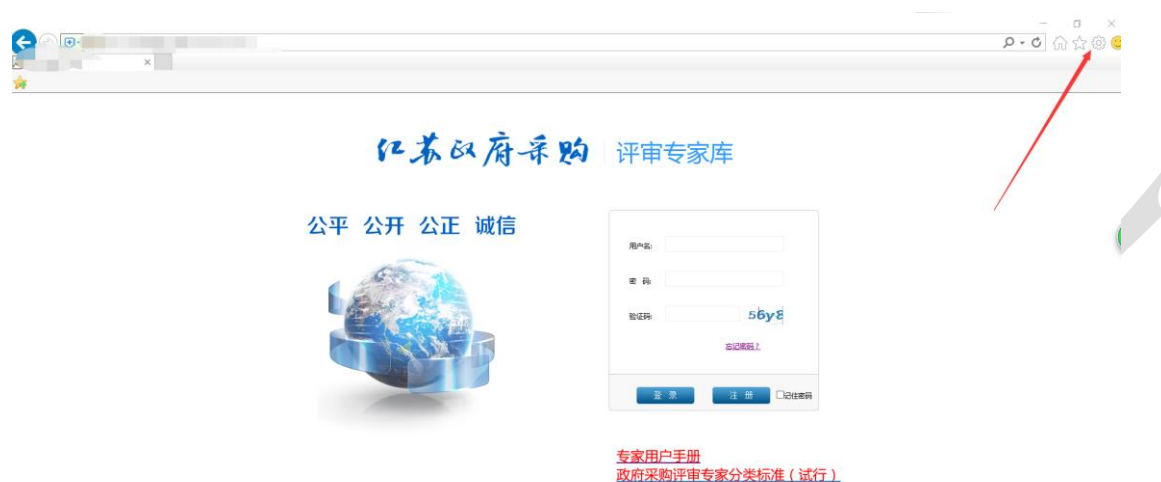 江苏政府采购 评审专家库
公平 公开 公正 诚信
用户名:
密 码:
验证码: 56y8
忘记密码？
登 录 注 册 记住密码
专家用户手册
政府采购评审专家分类标准（试行）